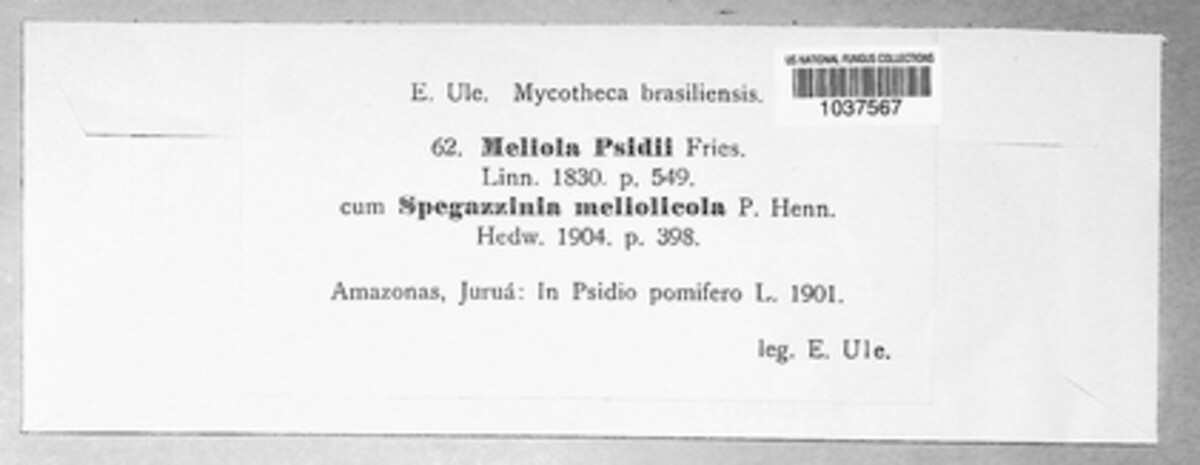 US NATIONAL FUNGUS COLLECTIONS
1037567
E. Ule. Mycotheca brasiliensis.
62. Meliola Psidii Fries.
Linn. 1830. p. 549.
cum Spegazzinia meliolicola P. Henn.
Hedw. 1904. p. 398.
Amazonas, Juruá: In Psidio pomifero L. 1901.
leg. E. Ule.